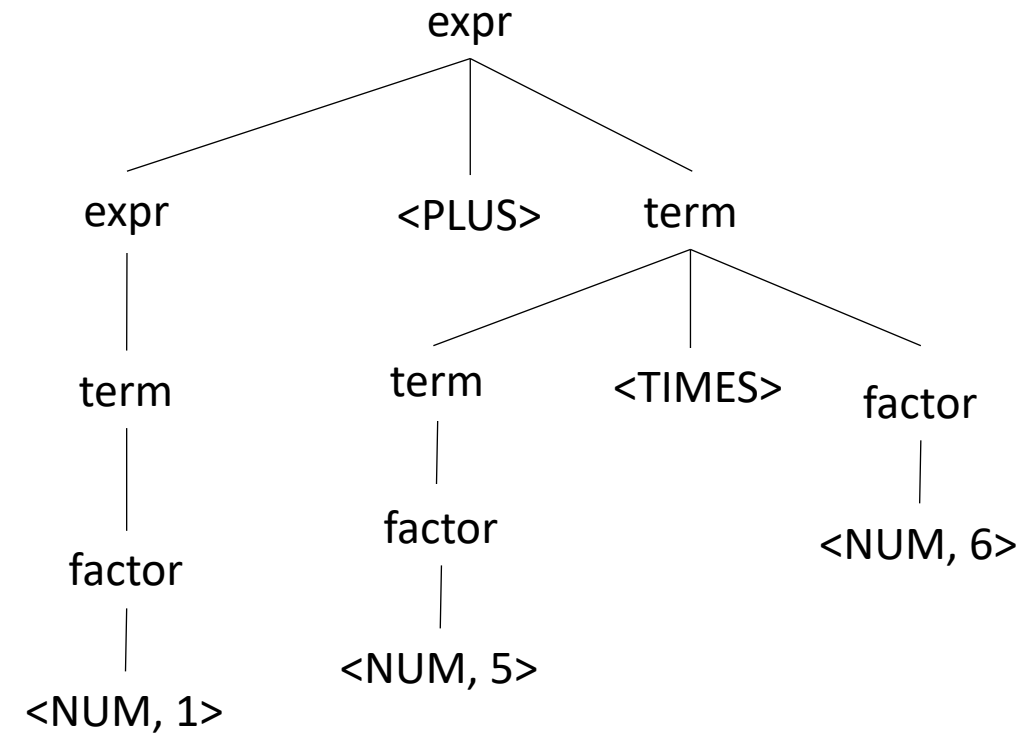 expr
expr <PLUS> term
term term <TIMES> factor
factor factor <NUM, 6>
<NUM, 1> <NUM, 5>